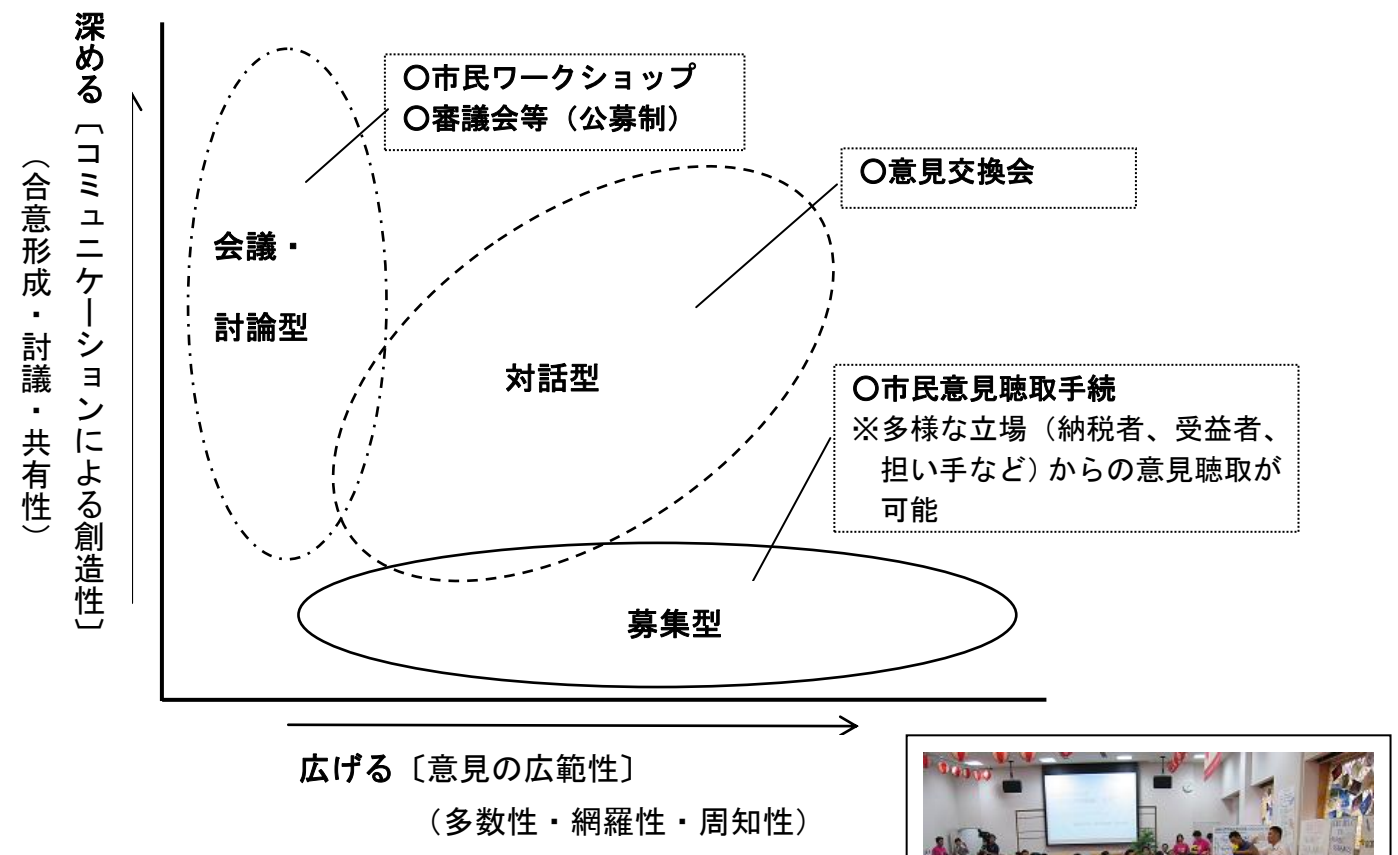 深める〔コミュニケーションによる創造性〕
（合意形成・討議・共有性）
〇市民ワークショップ
〇審議会等（公募制）
〇意見交換会
会議・
討論型
対話型
〇市民意見聴取手続
※多様な立場（納税者、受益者、
担い手など）からの意見聴取が
可能
募集型
広げる〔意見の広範性〕
（多数性・網羅性・周知性）